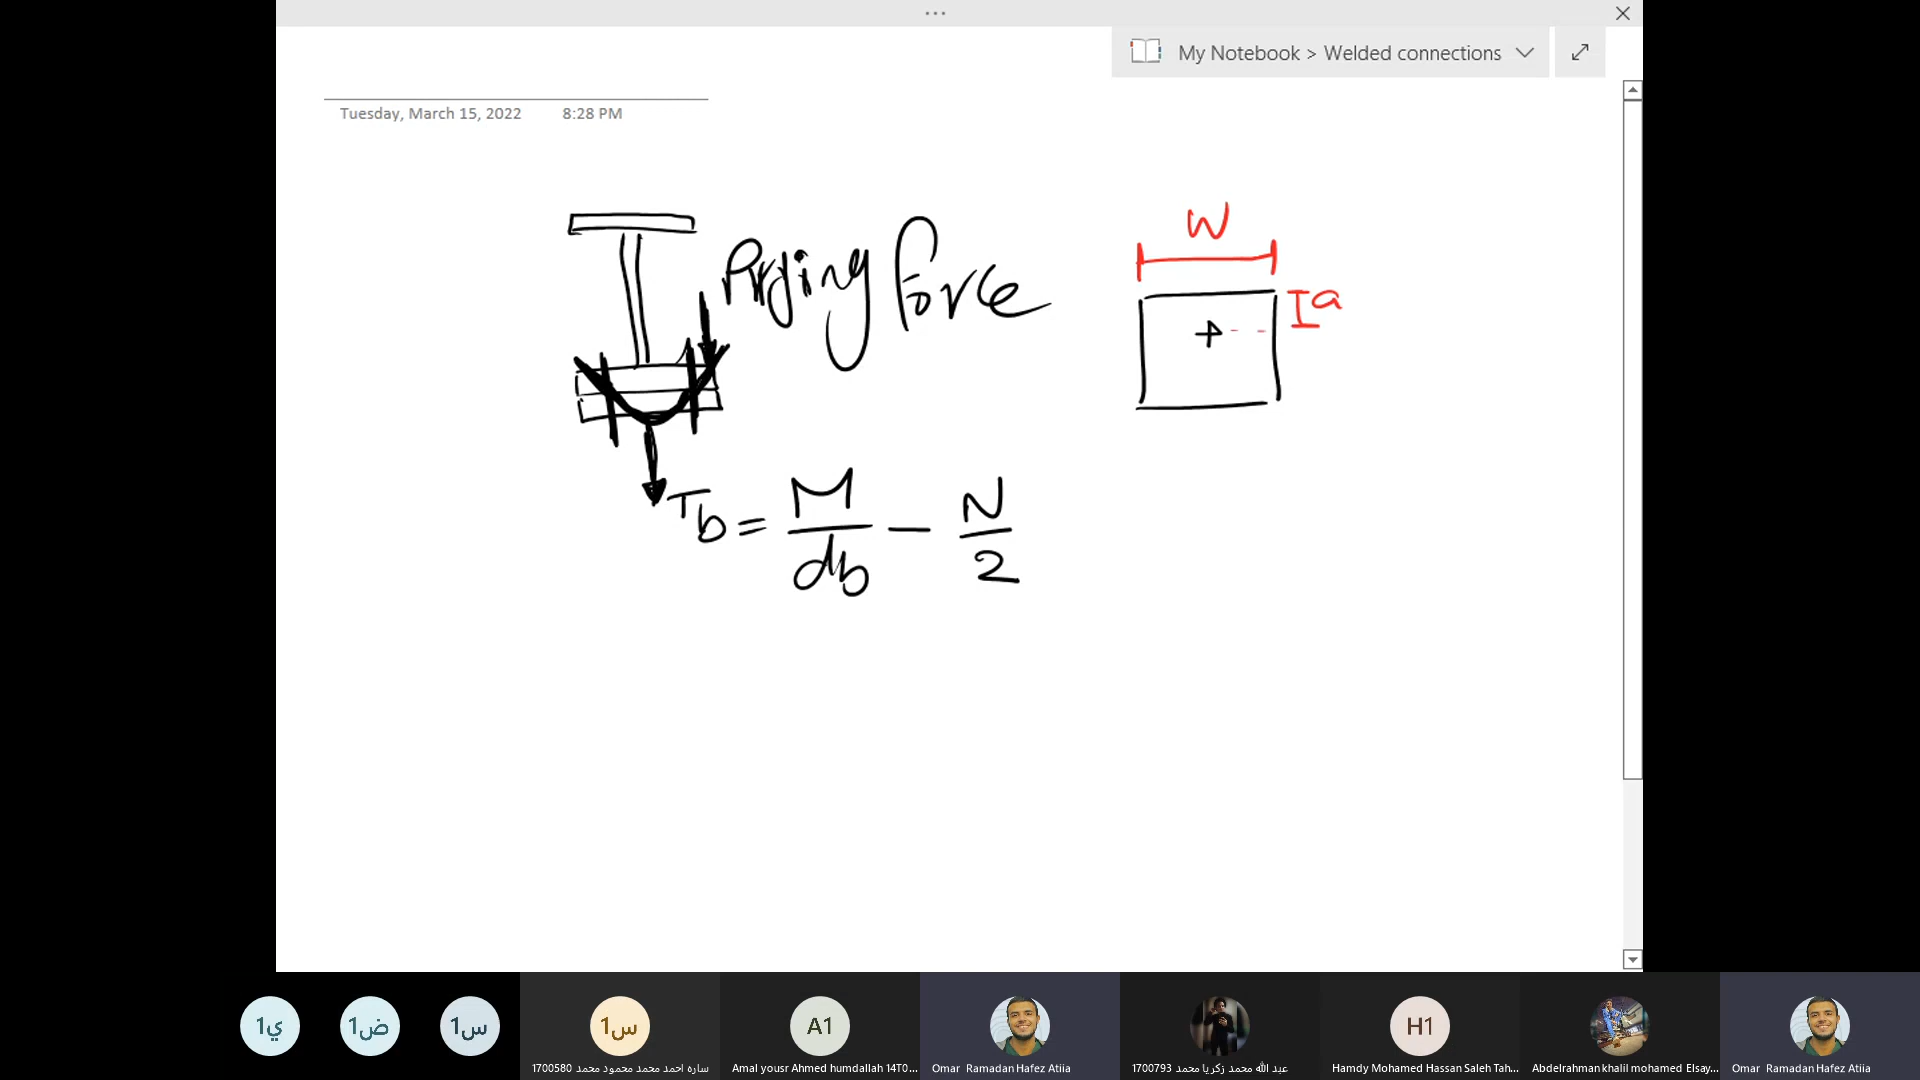 My Notebook > Welded connections
Tuesday, March 15, 2022 8:28 PM
W
Prying force
a
Tb = M/db - N/2
1ي
1ض
1س
1س
A1
H1
1700580 ساره احمد محمد محمود محمد
Amal yousr Ahmed humdallah 14T0...
Omar Ramadan Hafez Atiia
1700793 عبد الله محمد زكريا محمد
Hamdy Mohamed Hassan Saleh Tah...
Abdelrahman khalil mohamed Elsay...
Omar Ramadan Hafez Atiia